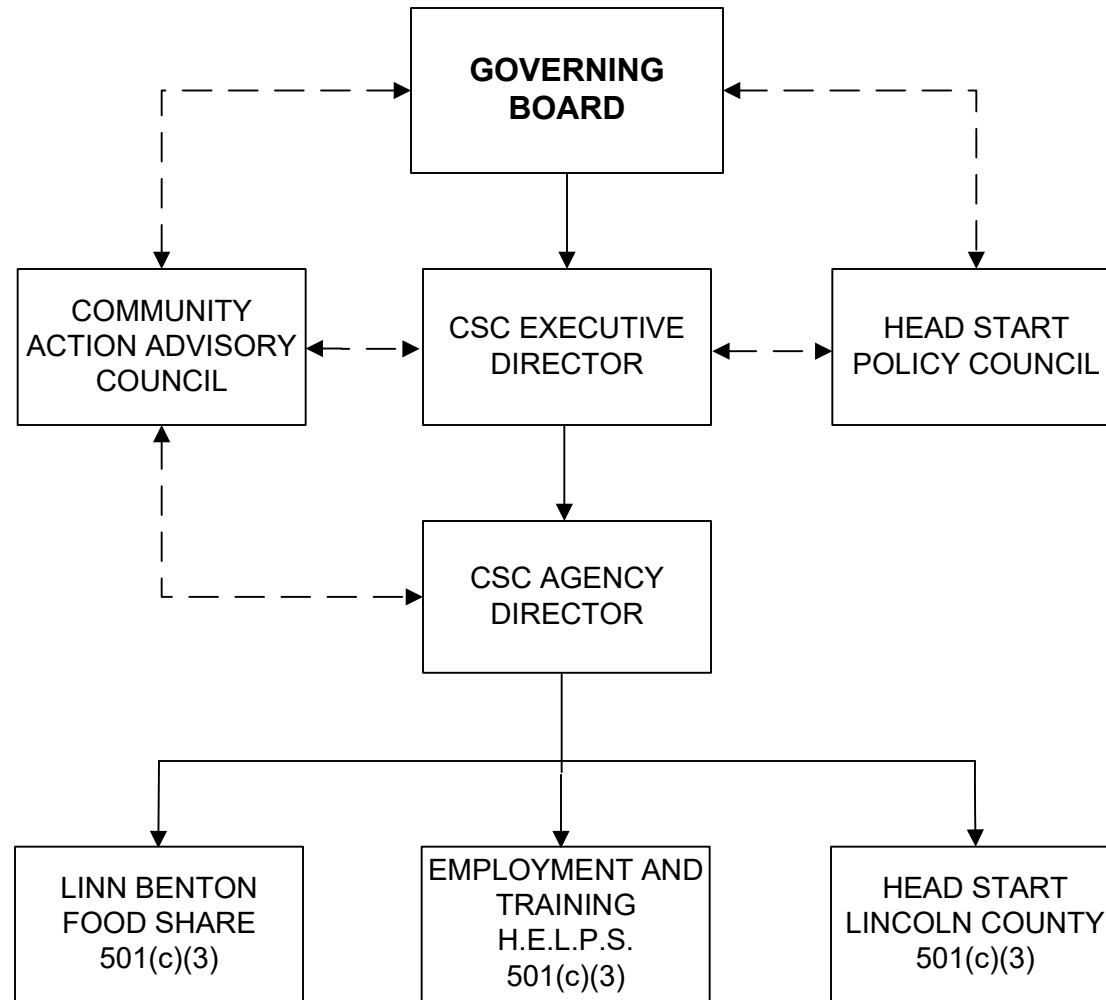 GOVERNING
BOARD
COMMUNITY
ACTION ADVISORY
COUNCIL
CSC EXECUTIVE
DIRECTOR
HEAD START
POLICY COUNCIL
CSC AGENCY
DIRECTOR
LINN BENTON
FOOD SHARE
501(c)(3)
EMPLOYMENT AND
TRAINING
H.E.L.P.S.
501(c)(3)
HEAD START
LINCOLN COUNTY
501(c)(3)